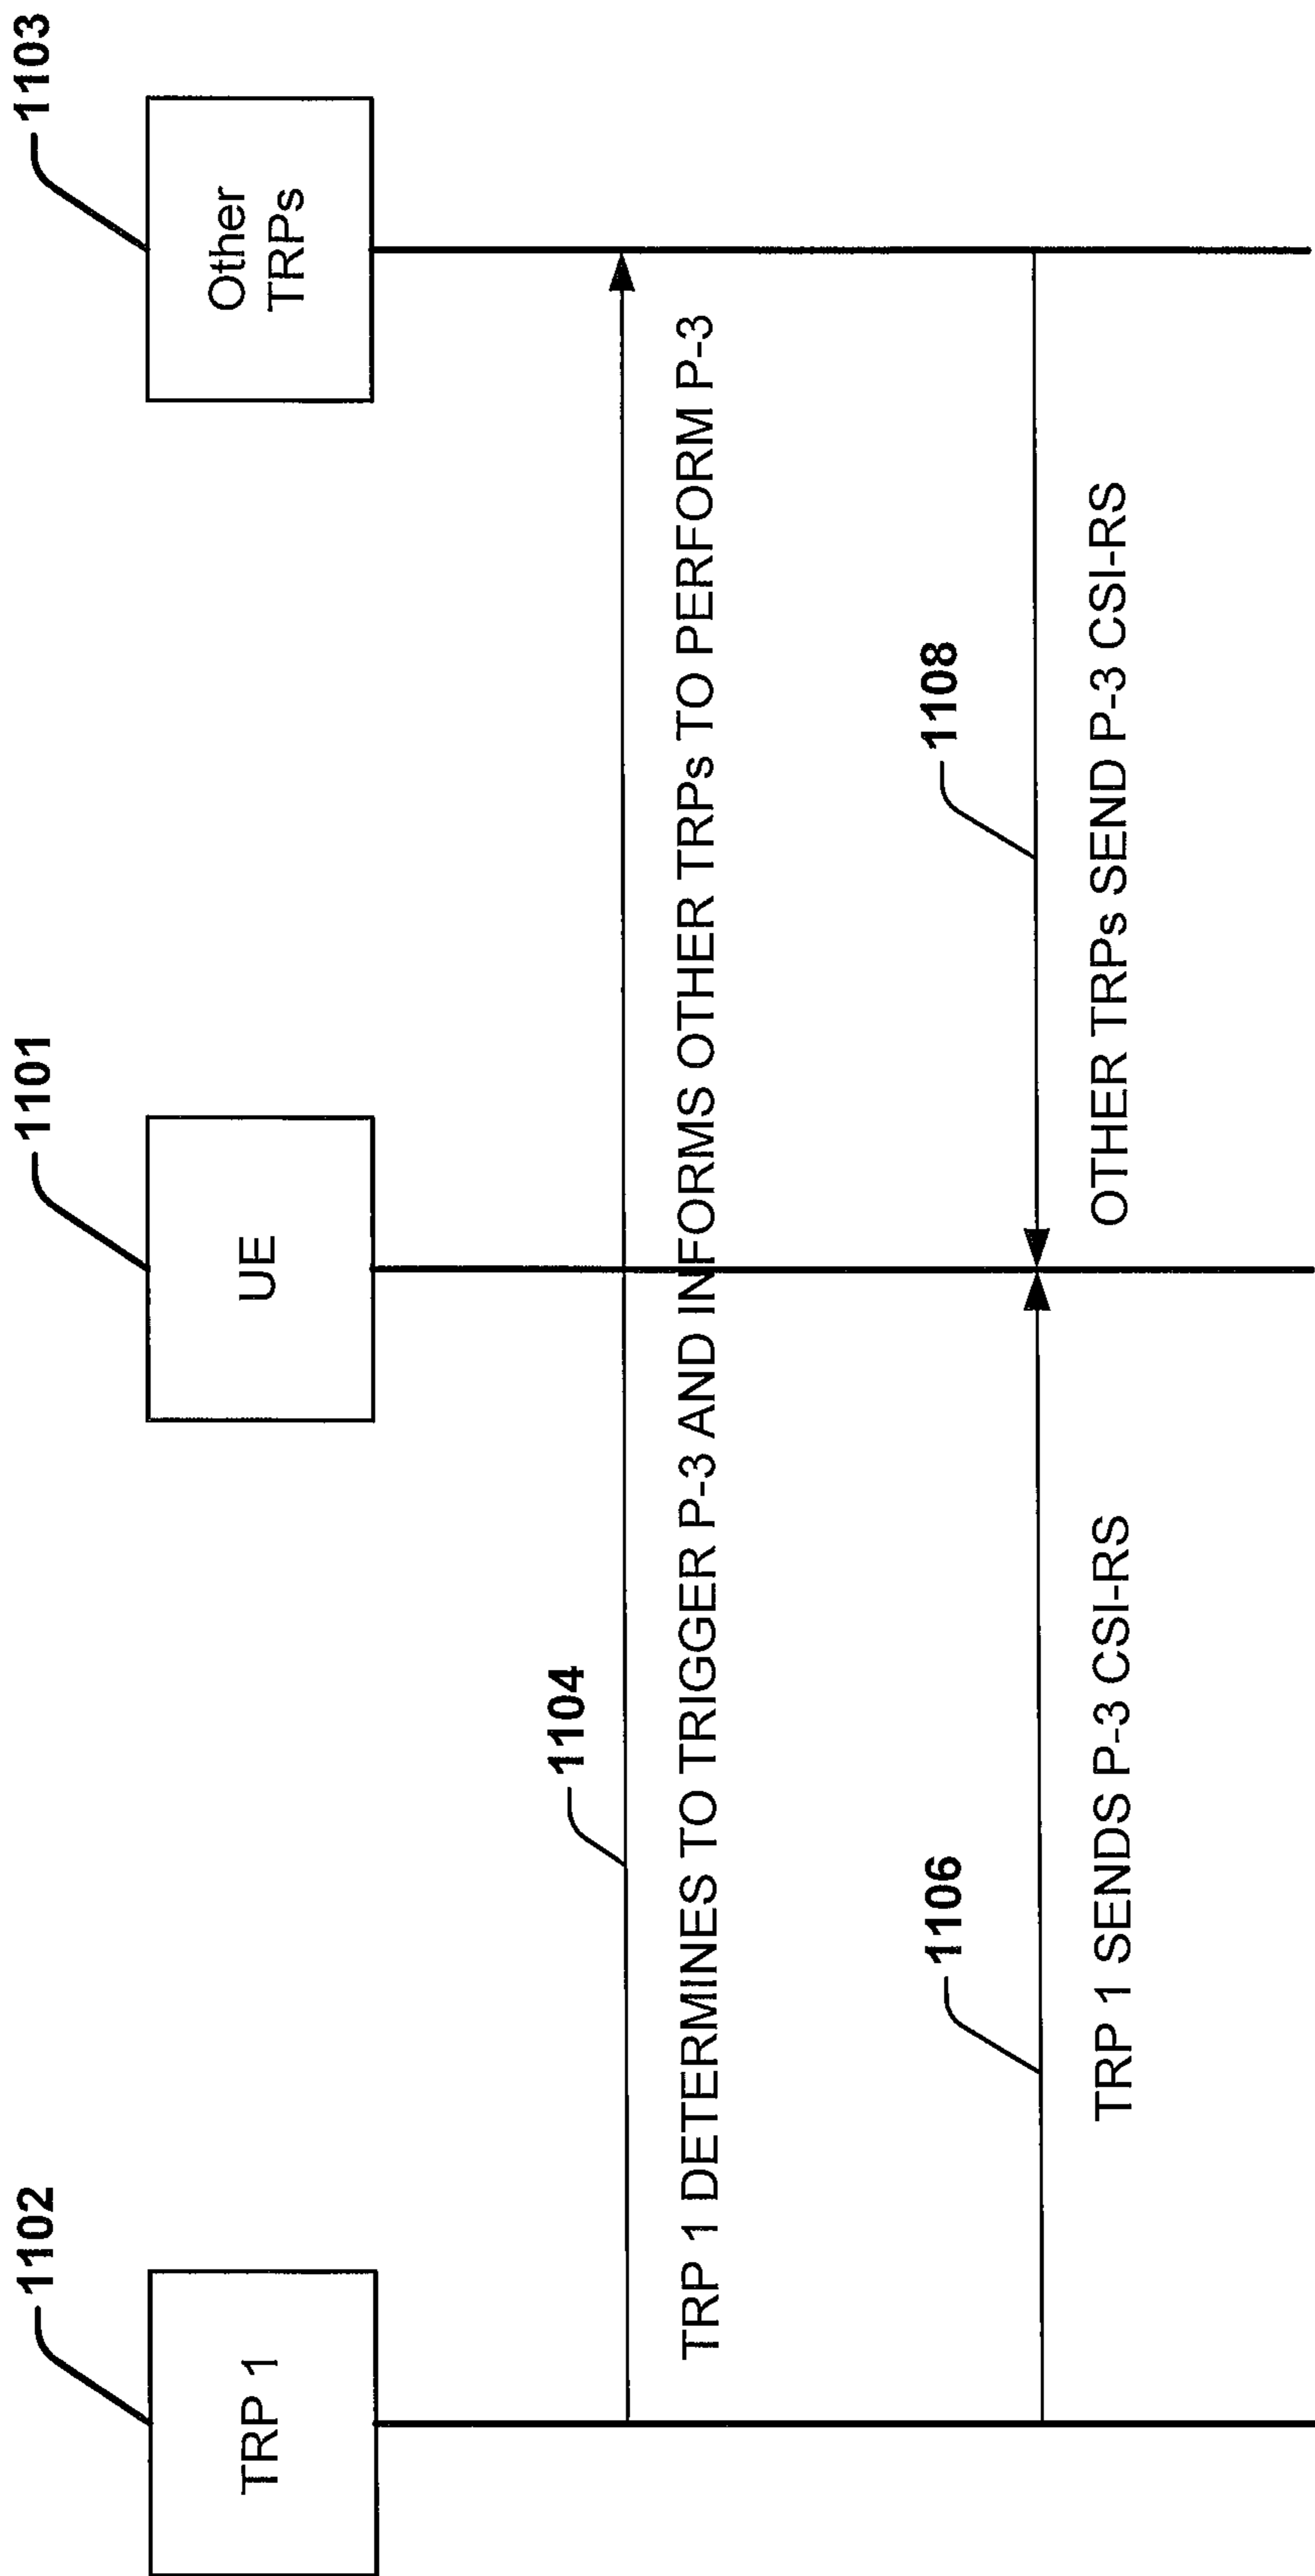 1102
1101
1103
TRP 1
UE
Other
TRPs
1104
TRP 1 DETERMINES TO TRIGGER P-3 AND INFORMS OTHER TRPs TO PERFORM P-3
1106
1108
TRP 1 SENDS P-3 CSI-RS
OTHER TRPs SEND P-3 CSI-RS